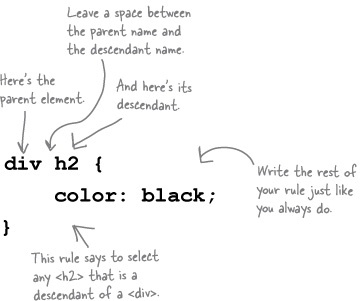 Leave a space between
the parent name and
the descendant name.
Here's the
parent element.
And here's its
descendant.
div h2 {
color: black;
}
Write the rest of
your rule just like
you always do.
This rule says to select
any <h2> that is a
descendant of a <div>.